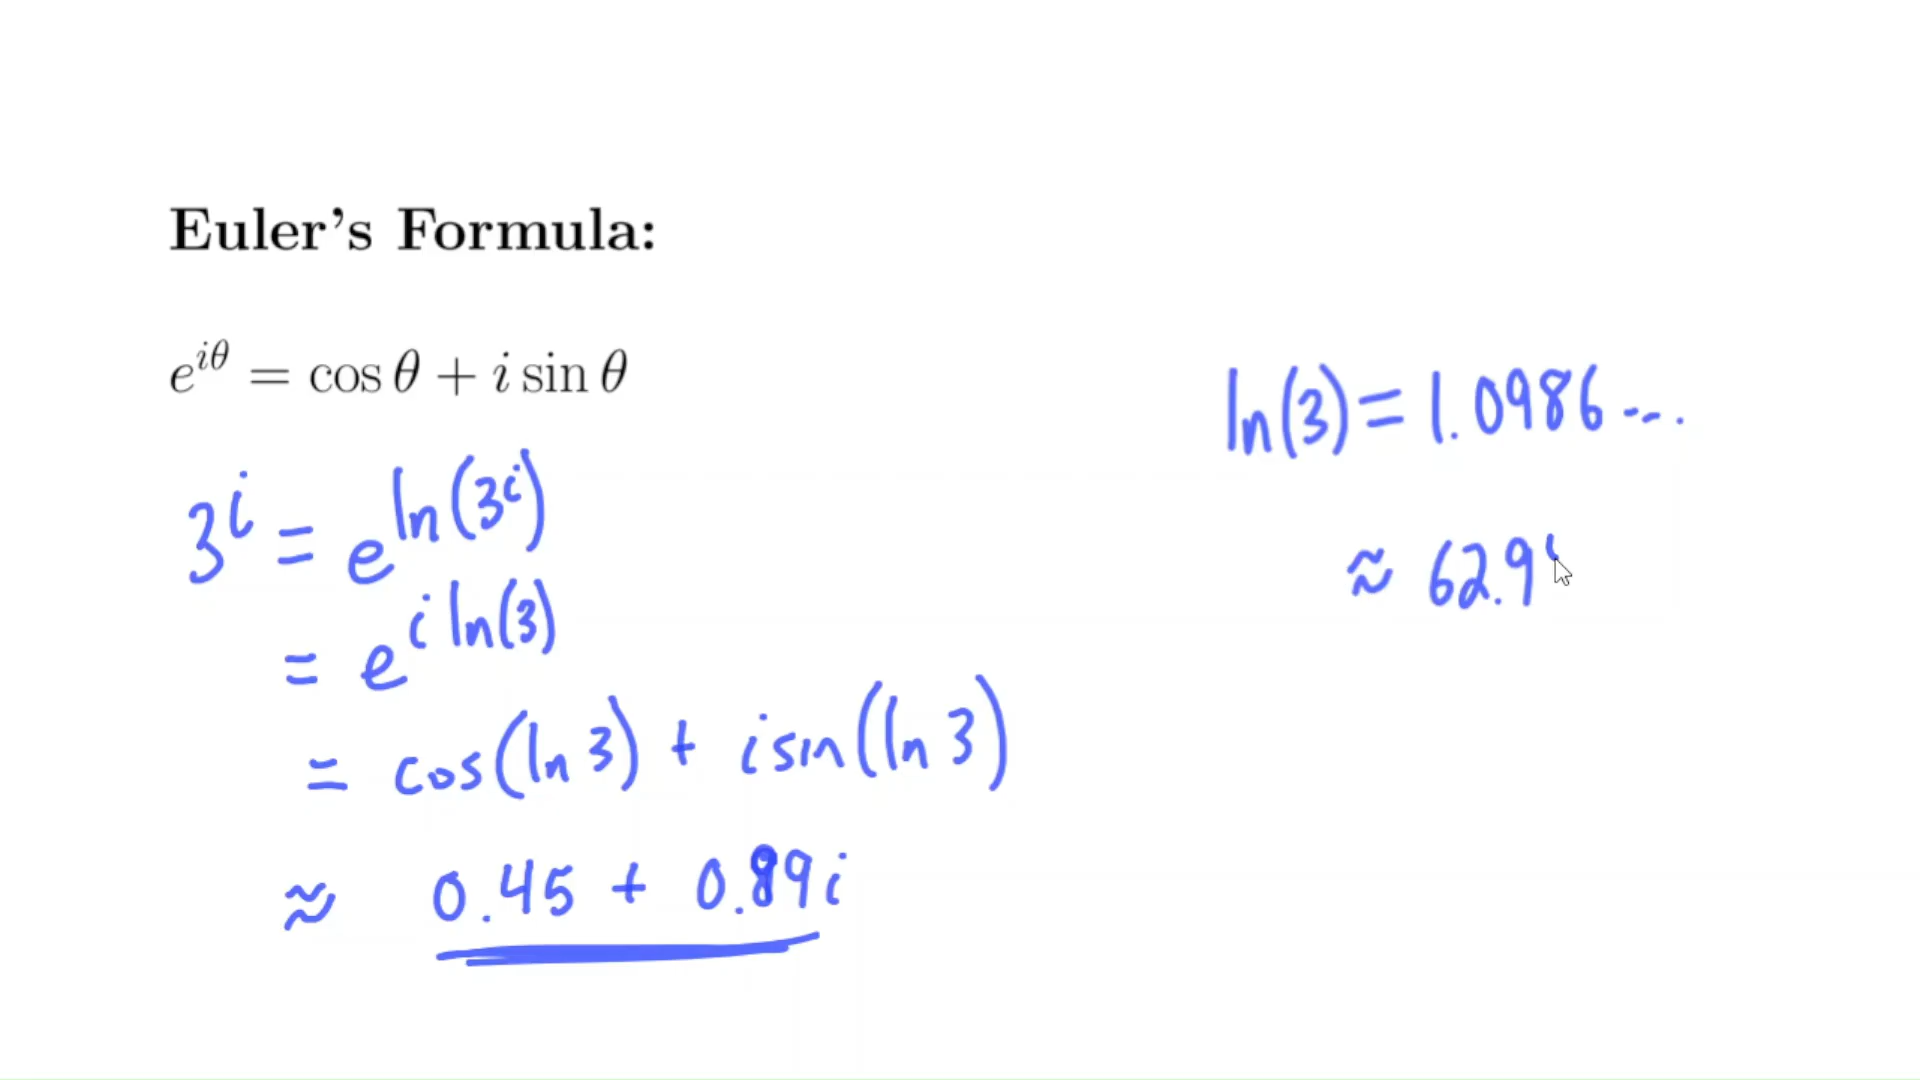 Euler's Formula:
e^{iθ} = cos θ + i sin θ
3^i = e^{ln(3^i)}
= e^{i ln(3)}
= cos(ln 3) + i sin(ln 3)
≈ 0.45 + 0.89i
ln(3) = 1.0986...
≈ 62.9